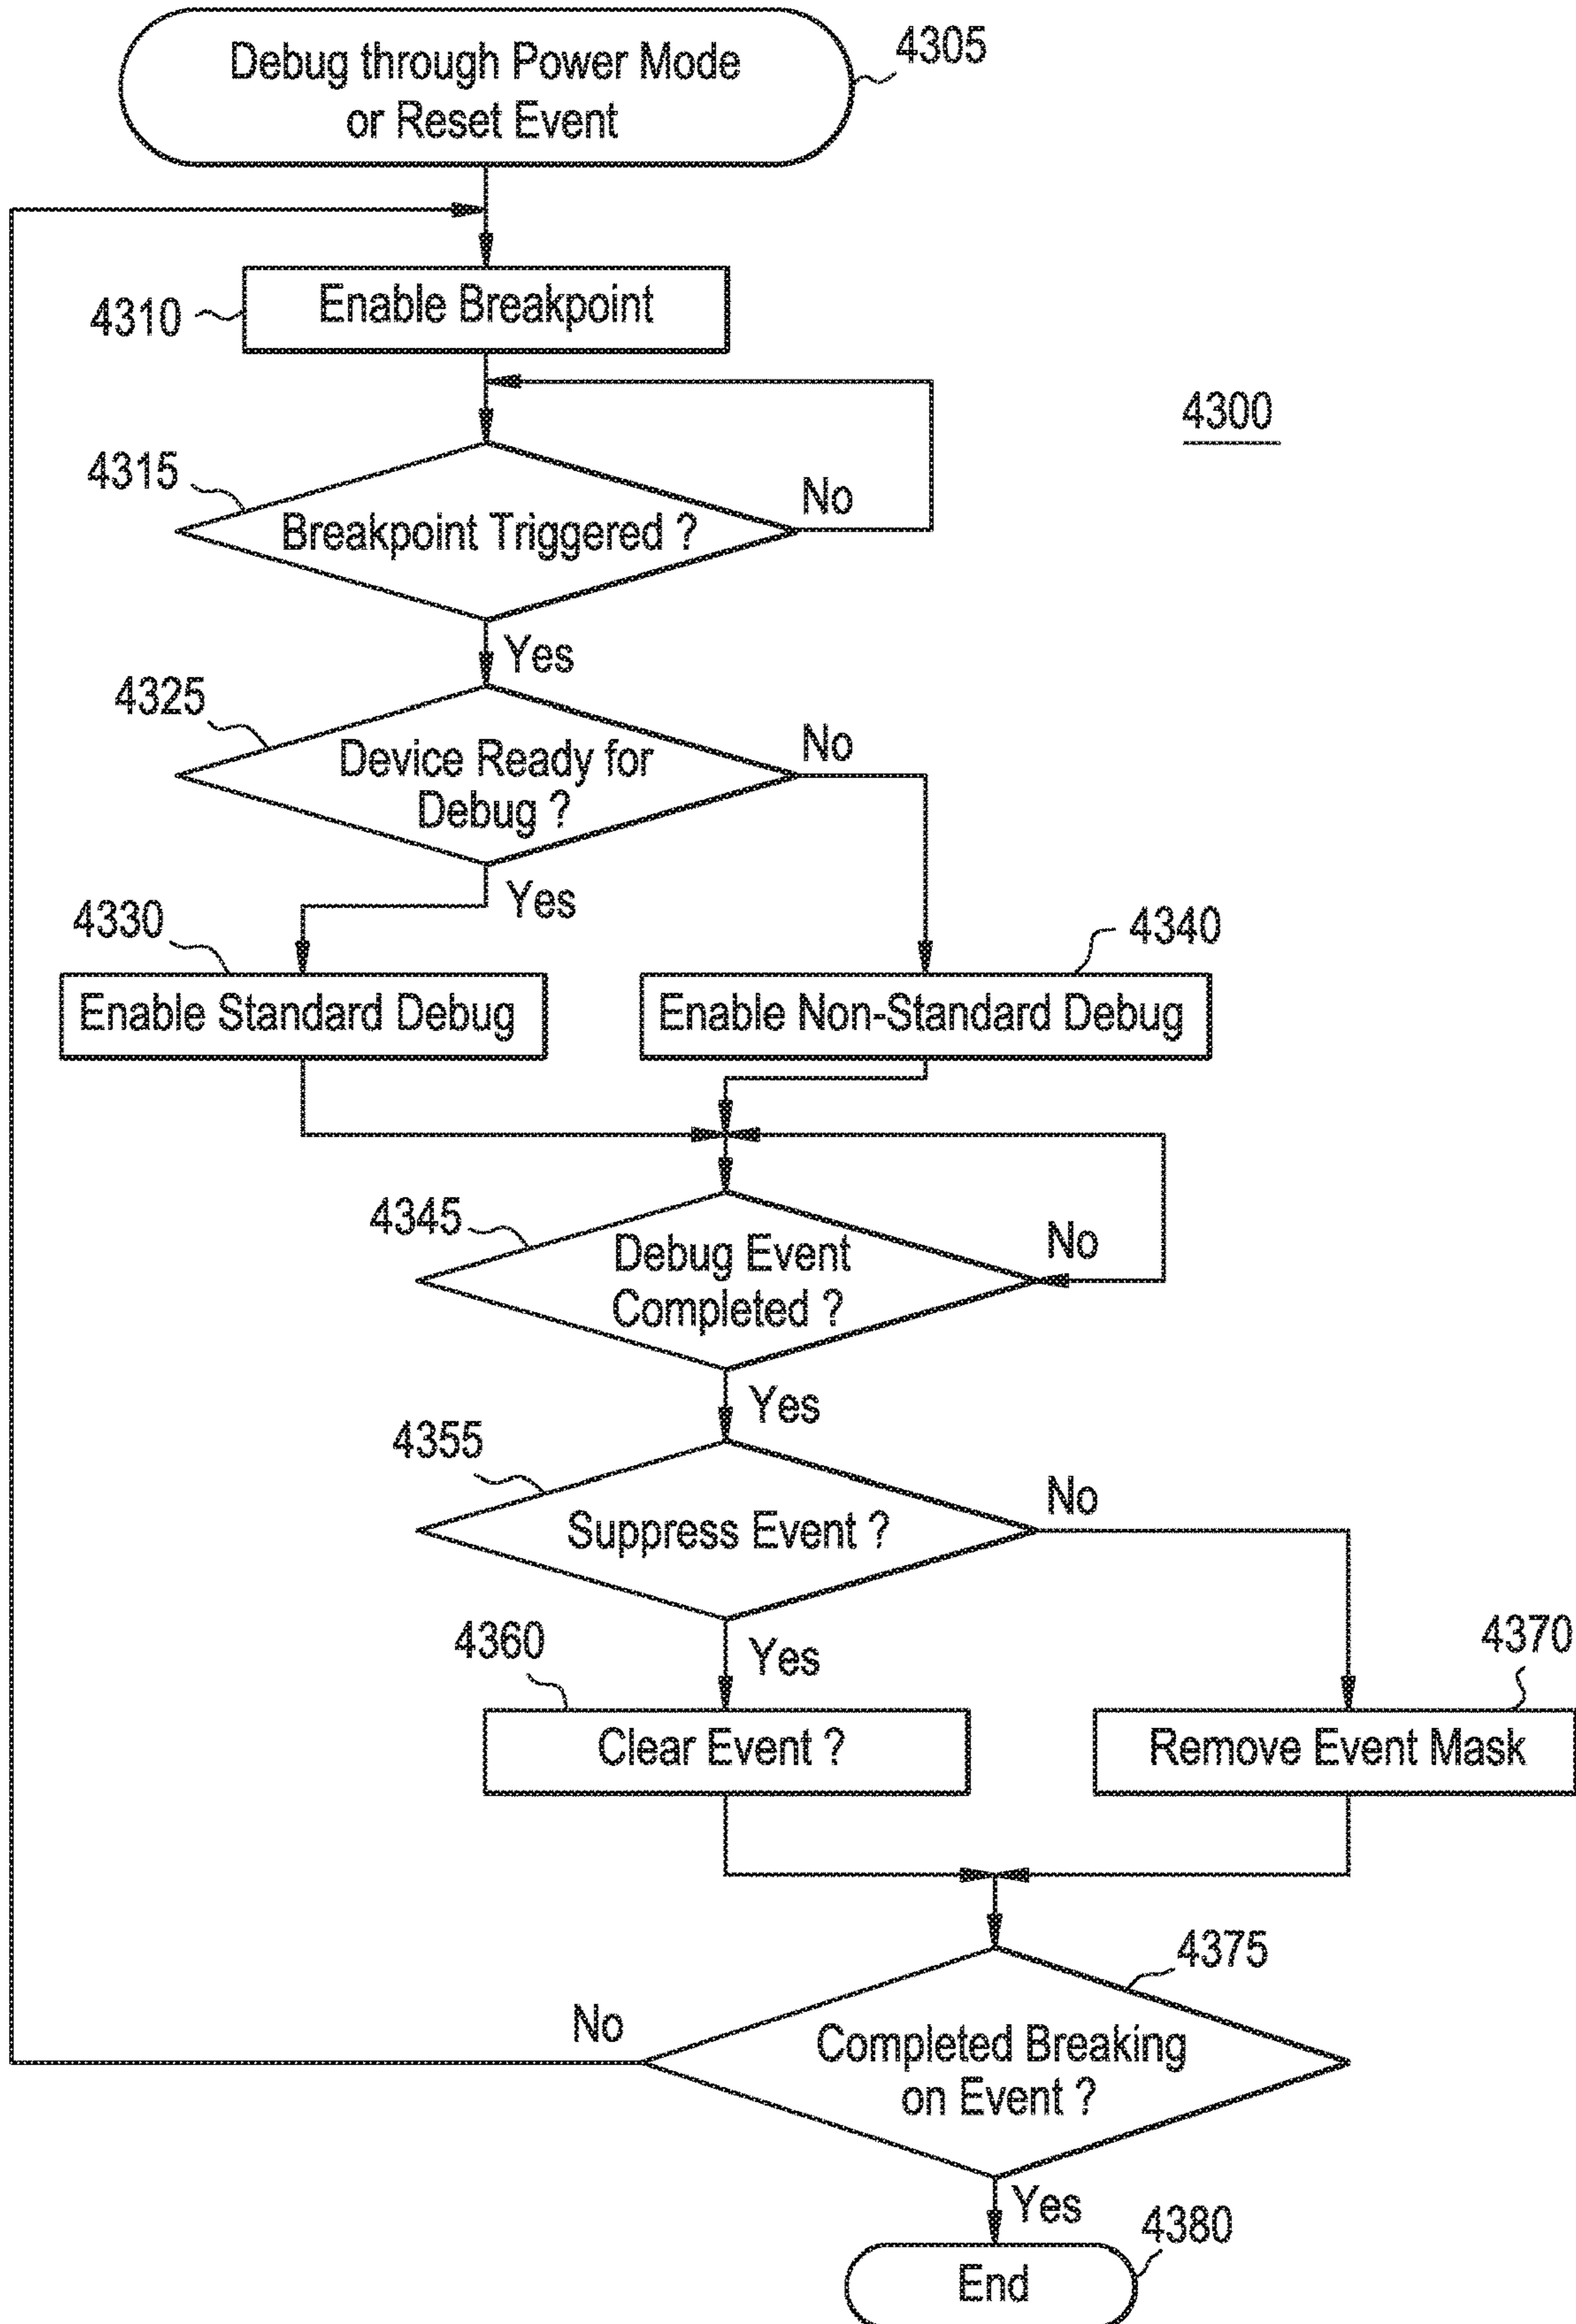 Debug through Power Mode
or Reset Event
4305
4310
Enable Breakpoint
4300
4315
Breakpoint Triggered ?
No
Yes
4325
Device Ready for
Debug ?
No
Yes
4330
4340
Enable Standard Debug
Enable Non-Standard Debug
4345
Debug Event
Completed ?
No
Yes
4355
Suppress Event ?
No
Yes
4360
4370
Clear Event ?
Remove Event Mask
4375
Completed Breaking
on Event ?
No
Yes
4380
End